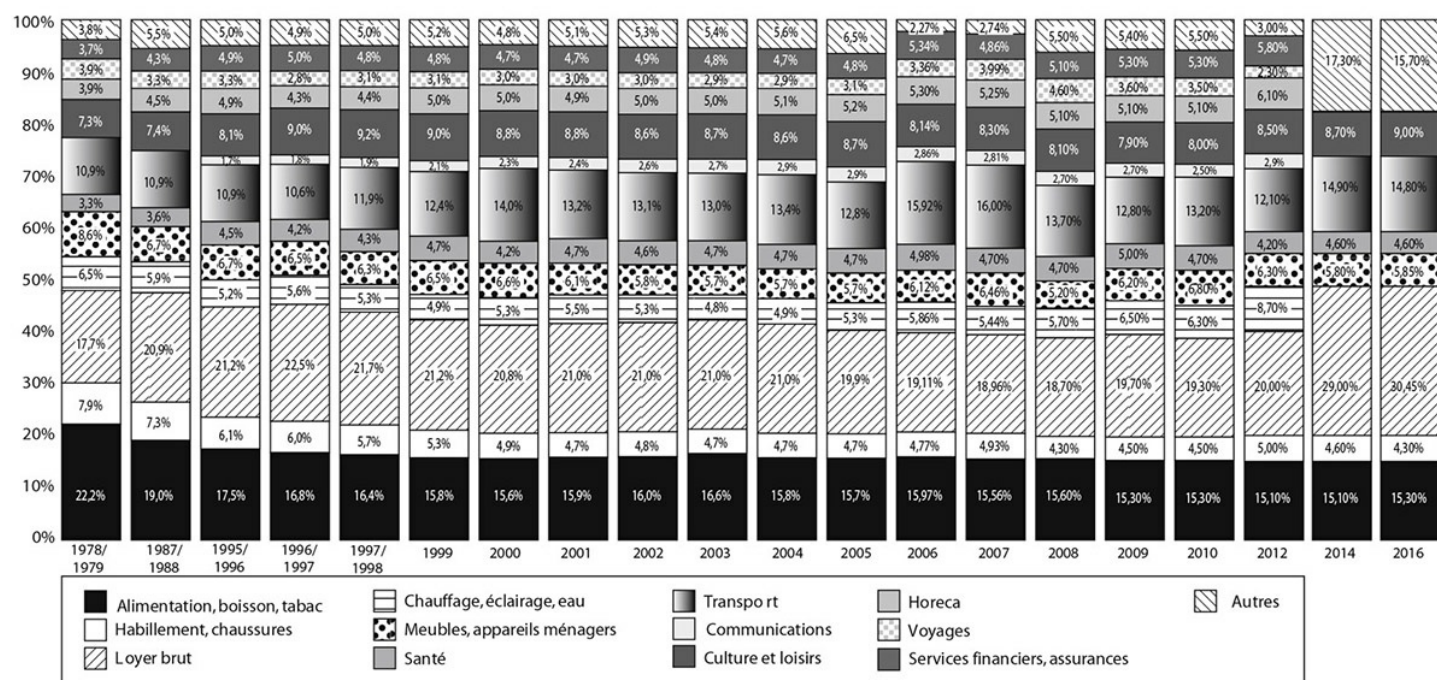 100%
3,8% 5,5% 5,0% 4,9% 5,0% 5,2% 4,8% 5,1% 5,3% 5,4% 5,6% 6,5% 2,27% 2,74% 5,50% 5,40% 5,50% 3,00% 17,30% 15,70%
3,7% 4,3% 4,9% 5,0% 4,8% 4,8% 4,7% 4,7% 4,9% 4,8% 4,7% 4,8% 5,34% 4,86% 5,10% 5,30% 5,30% 5,80%
90%
3,9% 3,3% 3,3% 2,8% 3,1% 3,1% 3,0% 3,0% 3,0% 2,9% 2,9% 3,1% 3,36% 3,99% 4,60% 3,60% 3,50% 2,30%
3,9% 4,5% 4,9% 4,3% 4,4% 5,0% 5,0% 4,9% 5,0% 5,0% 5,1% 5,2% 5,30% 5,25% 5,10% 5,10% 5,10% 6,10%
80%
7,3% 7,4% 8,1% 9,0% 9,2% 9,0% 8,8% 8,8% 8,6% 8,7% 8,6% 8,7% 8,14% 8,30% 8,10% 7,90% 8,00% 8,50% 8,70% 9,00%
1,7% 1,8% 1,9% 2,1% 2,3% 2,4% 2,6% 2,7% 2,9% 2,9% 2,86% 2,81% 2,70% 2,70% 2,50% 2,9%
70%
10,9% 10,9% 10,9% 10,6% 11,9% 12,4% 14,0% 13,2% 13,1% 13,0% 13,4% 12,8% 15,92% 16,00% 13,70% 12,80% 13,20% 12,10% 14,90% 14,80%
3,3% 3,6% 4,5% 4,2% 4,3% 4,7% 4,2% 4,7% 4,6% 4,7% 4,7% 4,7% 4,98% 4,70% 4,70% 5,00% 4,70% 4,20% 4,60% 4,60%
60%
8,6% 6,7% 6,7% 6,5% 6,3% 6,5% 6,6% 6,1% 5,8% 5,7% 5,7% 5,7% 6,12% 6,46% 5,20% 6,20% 6,80% 6,30% 5,80% 5,85%
50%
6,5% 5,9% 5,2% 5,6% 5,3% 4,9% 5,3% 5,5% 5,3% 4,8% 4,9% 5,3% 5,86% 5,44% 5,70% 6,50% 6,30% 8,70%
40%
17,7% 20,9% 21,2% 22,5% 21,7% 21,2% 20,8% 21,0% 21,0% 21,0% 21,0% 19,9% 19,11% 18,96% 18,70% 19,70% 19,30% 20,00% 29,00% 30,45%
30%
7,9% 7,3% 6,1% 6,0% 5,7% 5,3% 4,9% 4,7% 4,8% 4,7% 4,7% 4,7% 4,77% 4,93% 4,30% 4,50% 4,50% 5,00% 4,60% 4,30%
20%
22,2% 19,0% 17,5% 16,8% 16,4% 15,8% 15,6% 15,9% 16,0% 16,6% 15,8% 15,7% 15,97% 15,56% 15,60% 15,30% 15,30% 15,10% 15,10% 15,30%
10%
0%
1978/ 1987/ 1995/ 1996/ 1997/ 1999 2000 2001 2002 2003 2004 2005 2006 2007 2008 2009 2010 2012 2014 2016
1979 1988 1996 1997 1998
Alimentation, boisson, tabac Chauffage, éclairage, eau Transpo rt Horeca Autres
Habillement, chaussures Meubles, appareils ménagers Communications Voyages
Loyer brut Santé Culture et loisirs Services financiers, assurances